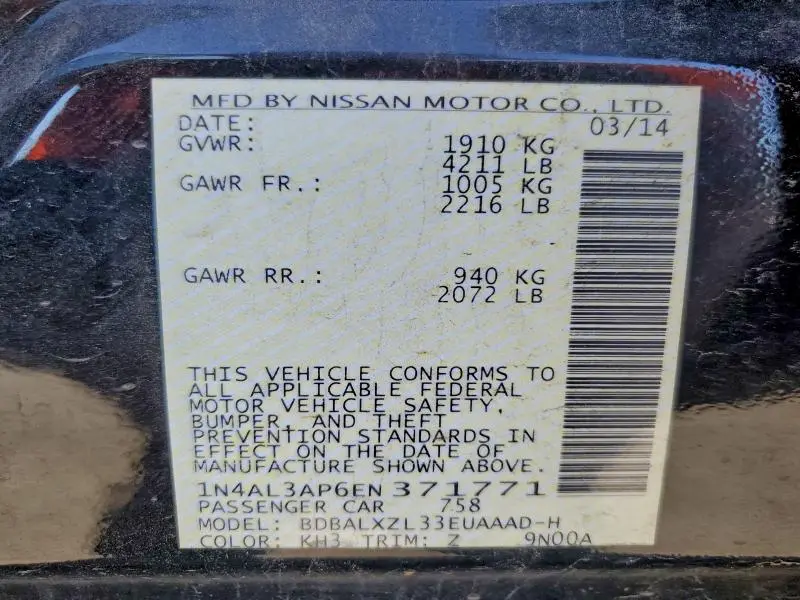 MFD BY NISSAN MOTOR CO., LTD.
DATE: 03/14
GVWR: 1910 KG
4211 LB
GAWR FR.: 1005 KG
2216 LB
GAWR RR.: 940 KG
2072 LB
THIS VEHICLE CONFORMS TO
ALL APPLICABLE FEDERAL
MOTOR VEHICLE SAFETY,
BUMPER, AND THEFT
PREVENTION STANDARDS IN
EFFECT ON THE DATE OF
MANUFACTURE SHOWN ABOVE.
1N4AL3AP6EN 371771
PASSENGER CAR 758
MODEL: BDBALXZL33EUAAAD-H
COLOR: KH3 TRIM: Z 9N00A